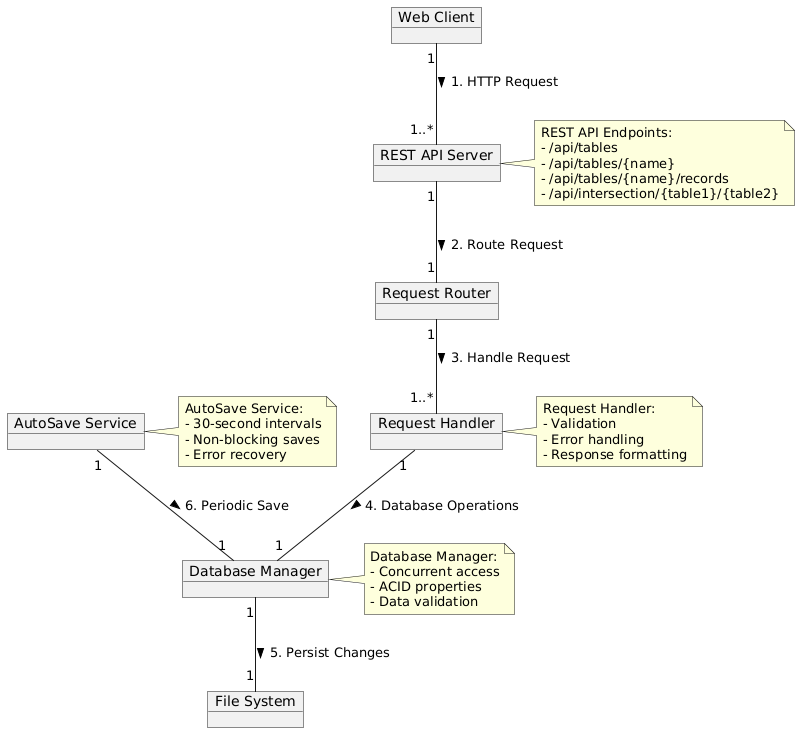 Web Client
1
1. HTTP Request
1..*
REST API Server
REST API Endpoints:
- /api/tables
- /api/tables/{name}
- /api/tables/{name}/records
- /api/intersection/{table1}/{table2}
1
2. Route Request
1
Request Router
1
3. Handle Request
1..*
AutoSave Service
AutoSave Service:
- 30-second intervals
- Non-blocking saves
- Error recovery
Request Handler
Request Handler:
- Validation
- Error handling
- Response formatting
1
1
6. Periodic Save
4. Database Operations
1
1
Database Manager
Database Manager:
- Concurrent access
- ACID properties
- Data validation
1
5. Persist Changes
1
File System